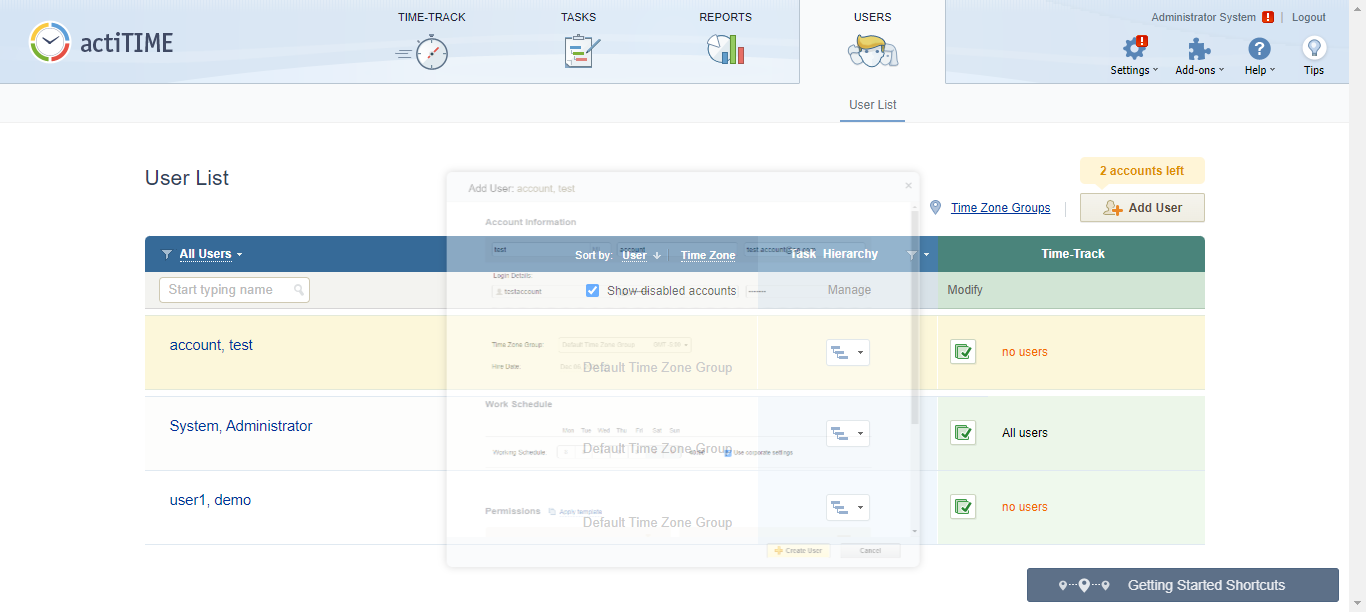 TIME-TRACK TASKS REPORTS USERS Administrator System ! Logout
actiTIME
Settings Add-ons Help Tips
User List
User List
2 accounts left
Time Zone Groups Add User
Add User: account, test
Account Information
All Users Sort by: User Time Zone Task Hierarchy Time-Track
test account
Login Details:
Start typing name testaccount Show disabled accounts Manage Modify
account, test no users
Time Zone Group: Default Time Zone Group
Hire Date: Default Time Zone Group
Work Schedule
Mon Tue Wed Thu Fri Sat Sun
System, Administrator All users
Working Schedule Default Time Zone Group Use corporate settings
user1, demo no users
Permissions Apply template
Default Time Zone Group
Create User Cancel
Getting Started Shortcuts